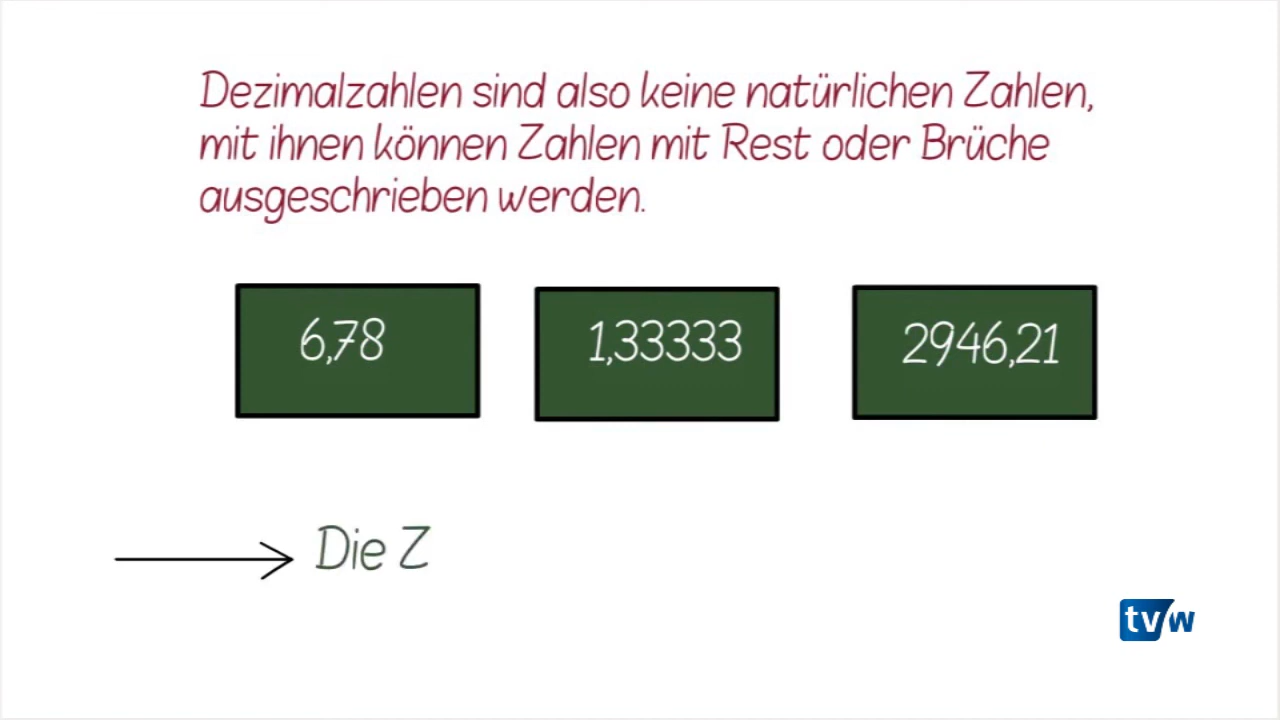 Dezimalzahlen sind also keine natürlichen Zahlen,
mit ihnen können Zahlen mit Rest oder Brüche
ausgeschrieben werden.
6,78
1,33333
2946,21
Die Z
tvw